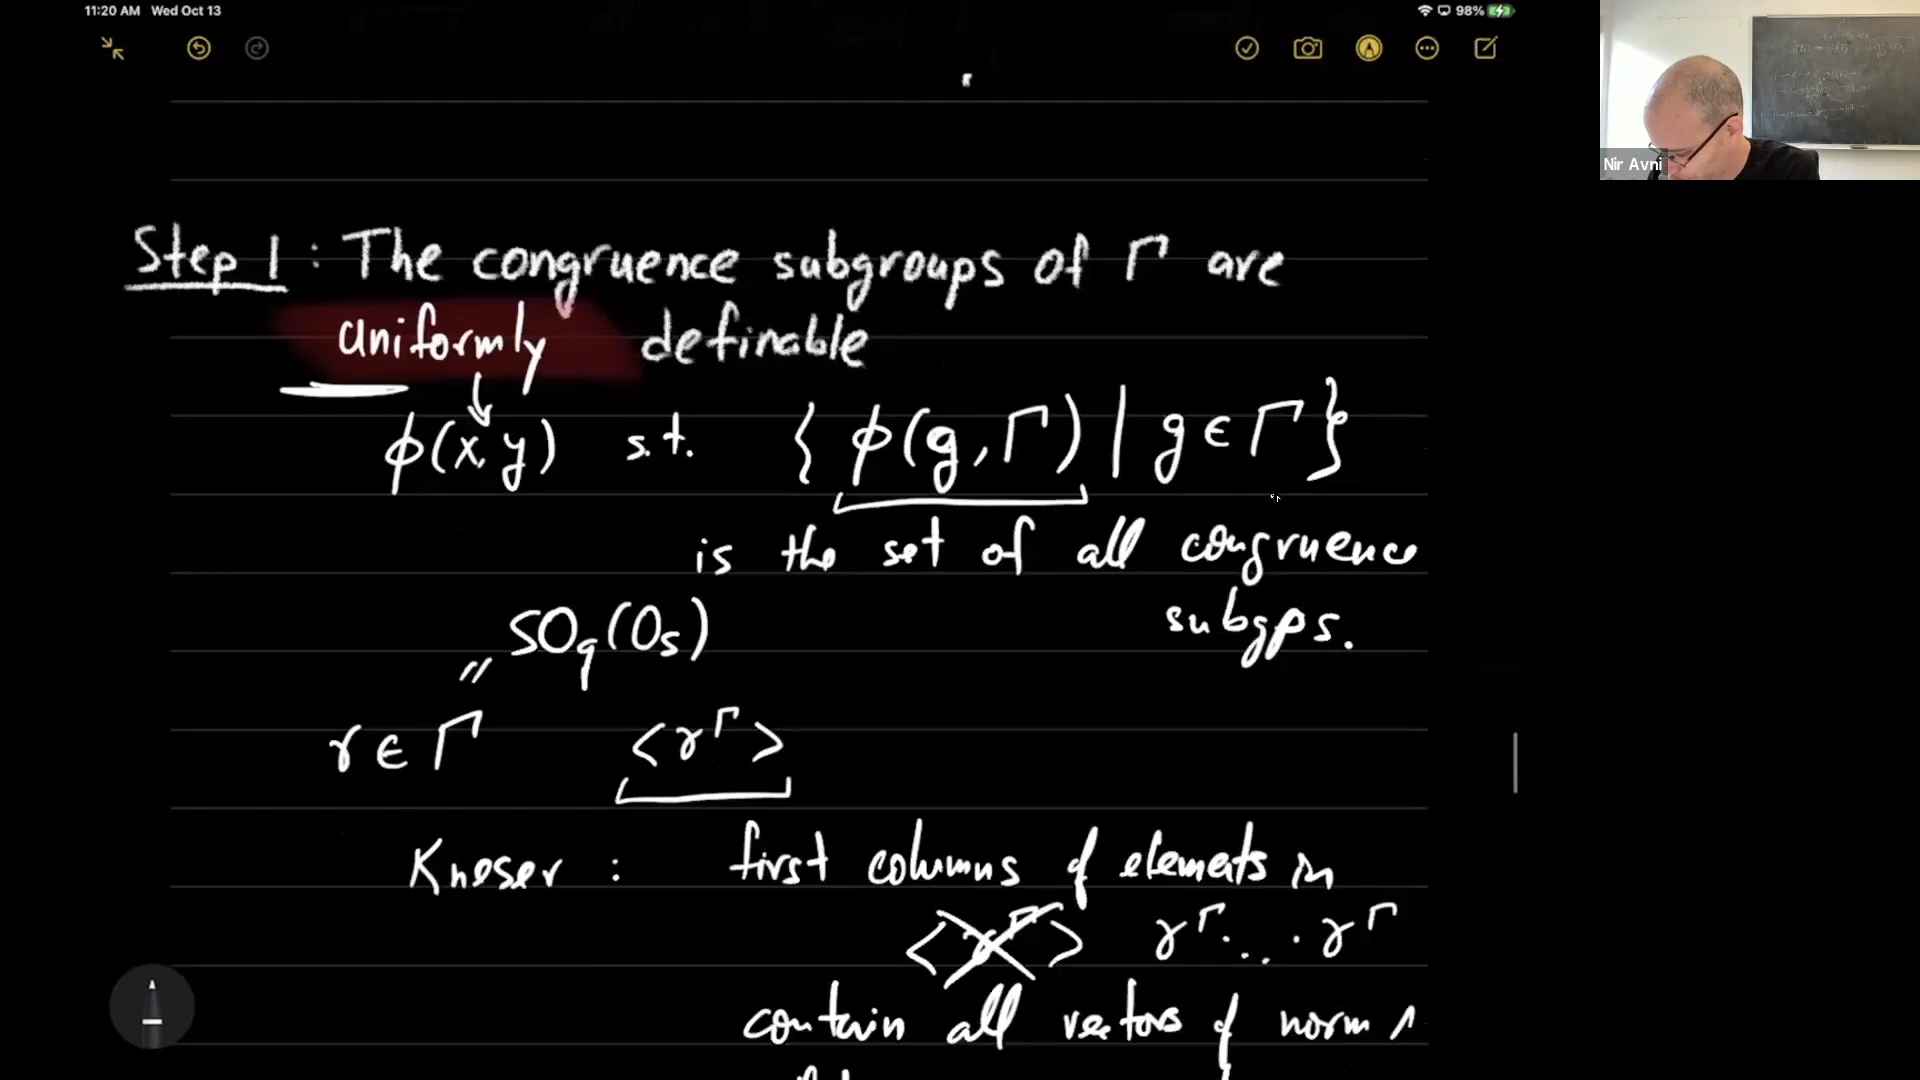 11:20 AM Wed Oct 13
98%
Nir Avni
Step 1 : The congruence subgroups of Γ are
uniformly definable
ϕ(x, y) s.t. { ϕ(g, Γ) | g ∈ Γ }
is the set of all congruence
subgps.
SO_q(O_S)
=
γ ∈ Γ <γ^Γ>
Kneser : first columns of elements in
γ^Γ · . . · γ^Γ
contain all vectors of norm 1